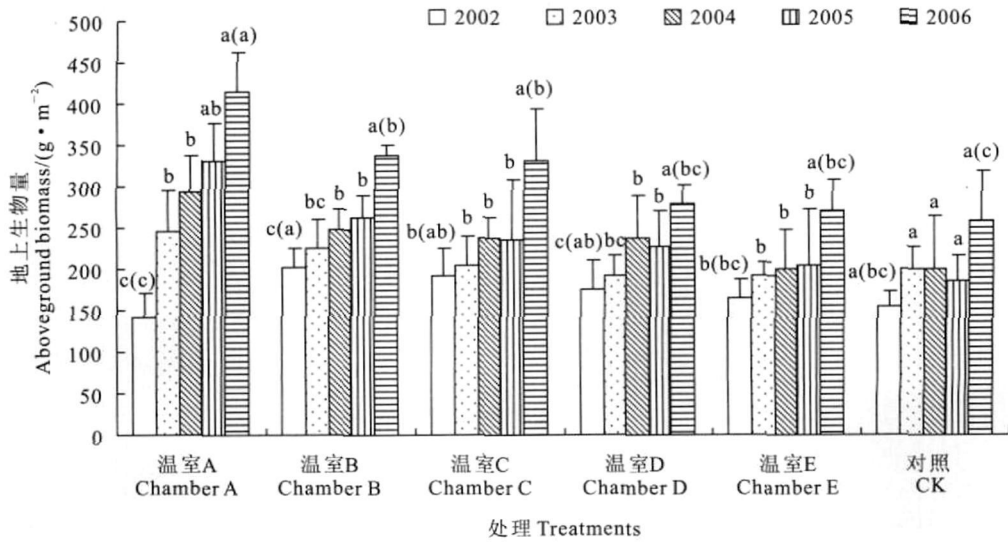 地上生物量
Aboveground biomass/(g·m⁻²)
500
450
400
350
300
250
200
150
100
50
0
2002
2003
2004
2005
2006
c(c)
b
b
ab
a(a)
c(a)
bc
b
b
a(b)
b(ab)
b
b
b
a(b)
c(ab)
bc
b
b
a(bc)
b(bc)
b
b
b
a(bc)
a(bc)
a
a
a
a(c)
温室A
Chamber A
温室B
Chamber B
温室C
Chamber C
温室D
Chamber D
温室E
Chamber E
对照
CK
处理 Treatments